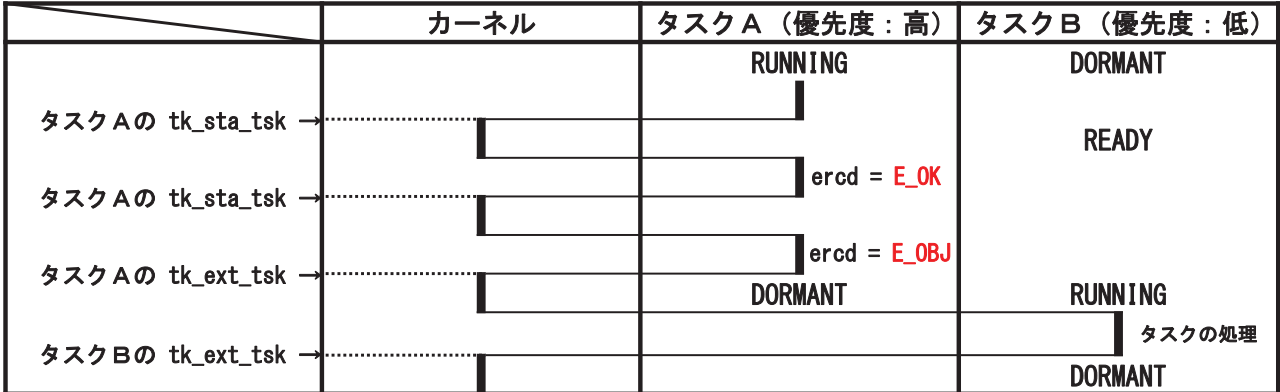 カーネル タスクA（優先度：高） タスクB（優先度：低）
RUNNING DORMANT
タスクAの tk_sta_tsk →
READY
ercd = E_OK
タスクAの tk_sta_tsk →
ercd = E_OBJ
タスクAの tk_ext_tsk →
DORMANT RUNNING
タスクの処理
タスクBの tk_ext_tsk →
DORMANT